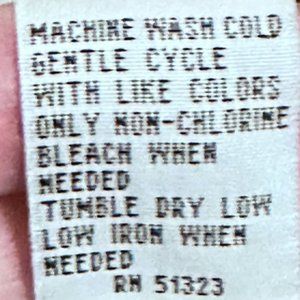 MACHINE WASH COLD
GENTLE CYCLE
WITH LIKE COLORS
ONLY NON-CHLORINE
BLEACH WHEN
NEEDED
TUMBLE DRY LOW
LOW IRON WHEN
NEEDED
RN 51323